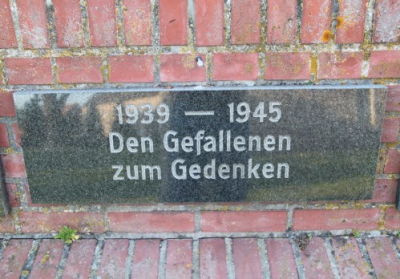 1939 — 1945
Den Gefallenen
zum Gedenken